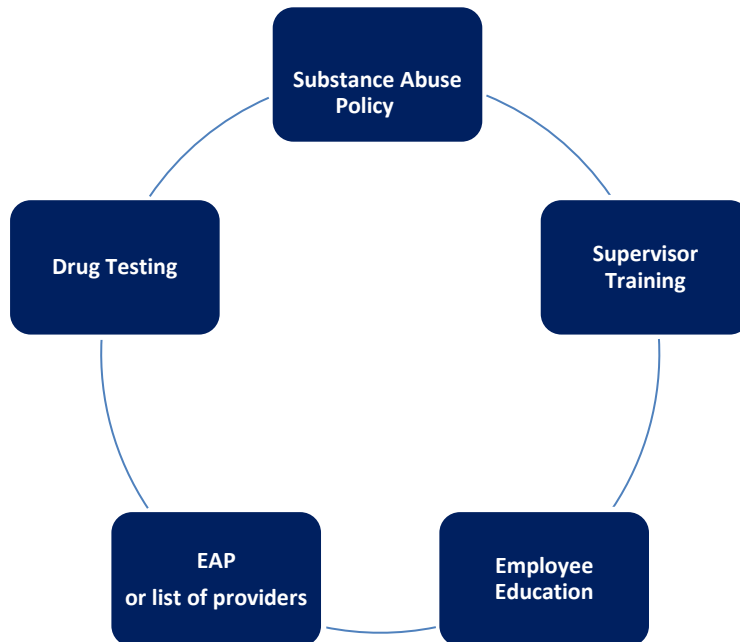 Substance Abuse
Policy
Supervisor
Training
Employee
Education
EAP
or list of providers
Drug Testing